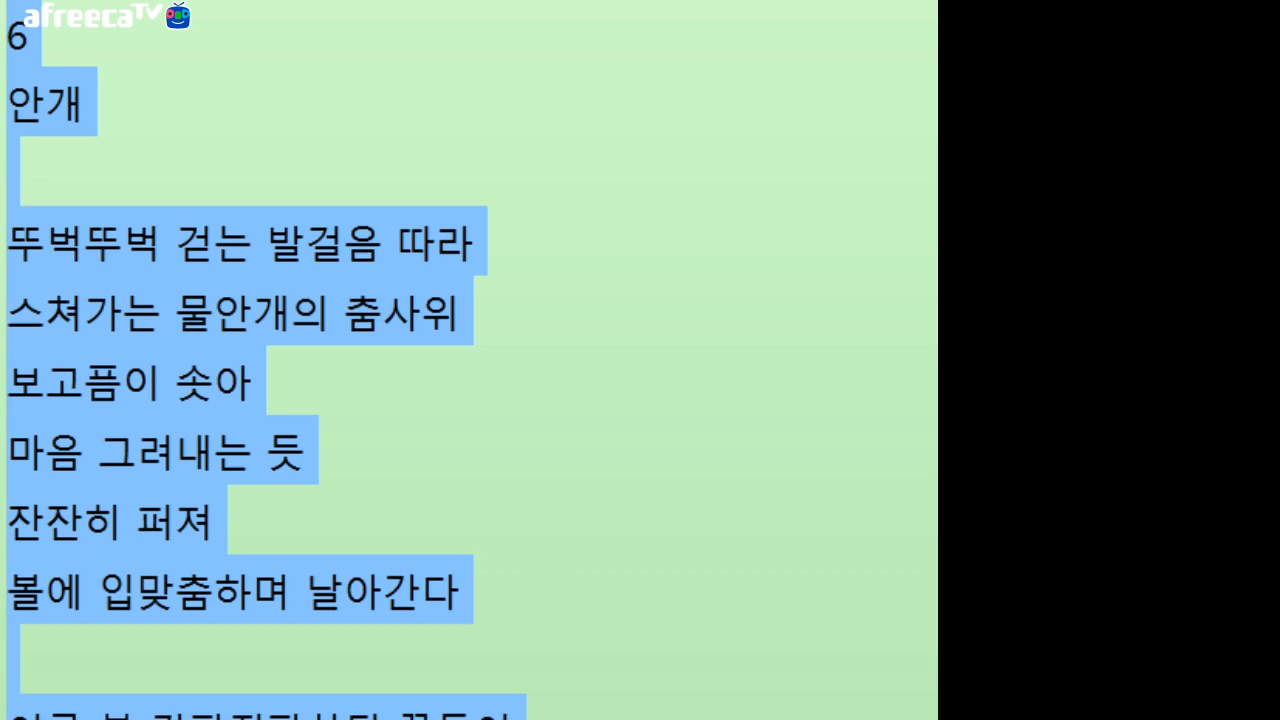 afreecaTV
6
안개
뚜벅뚜벅 걷는 발걸음 따라
스쳐가는 물안개의 춤사위
보고픔이 솟아
마음 그려내는 듯
잔잔히 퍼져
볼에 입맞춤하며 날아간다